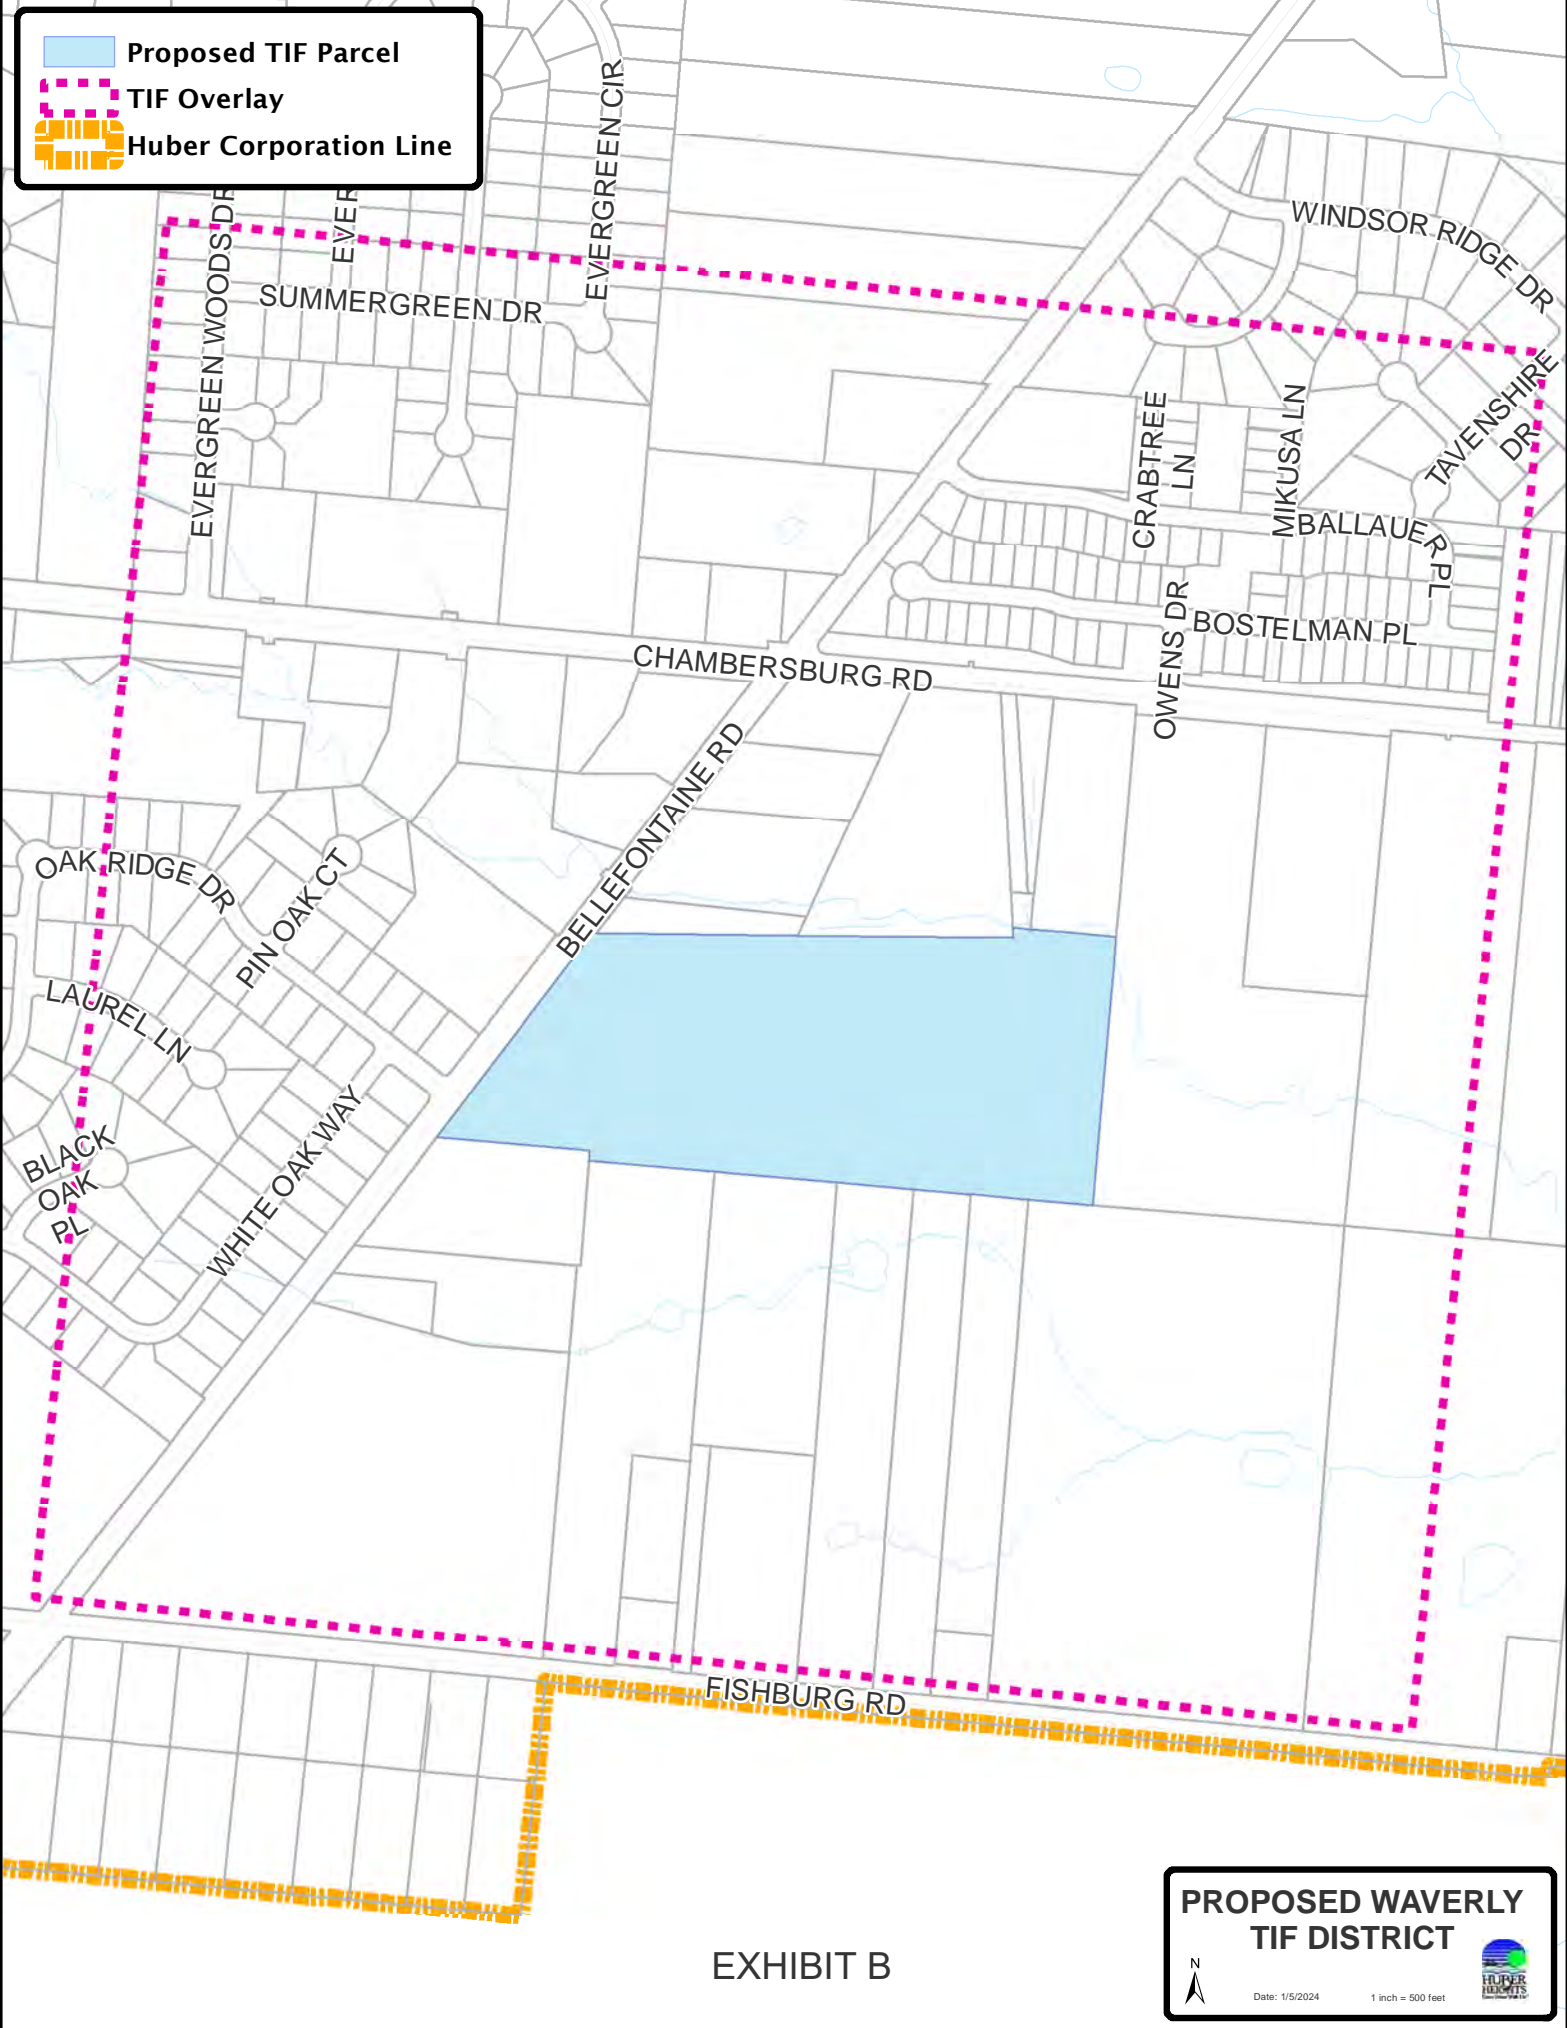 Proposed TIF Parcel
TIF Overlay
Huber Corporation Line
EVERGREEN CIR
EVERGREEN WOODS DR
EVER
SUMMERGREEN DR
WINDSOR RIDGE DR
TAVENSHIRE
DR
CRABTREE
LN
MIKUSA LN
BALLAUER PL
BOSTELMAN PL
OWENS DR
CHAMBERSBURG RD
BELLEFONTAINE RD
OAK RIDGE DR
PIN OAK CT
LAUREL LN
BLACK
OAK
PL
WHITE OAK WAY
FISHBURG RD
EXHIBIT B
PROPOSED WAVERLY
TIF DISTRICT
N
Date: 1/5/2024
1 inch = 500 feet
HUBER
HEIGHTS